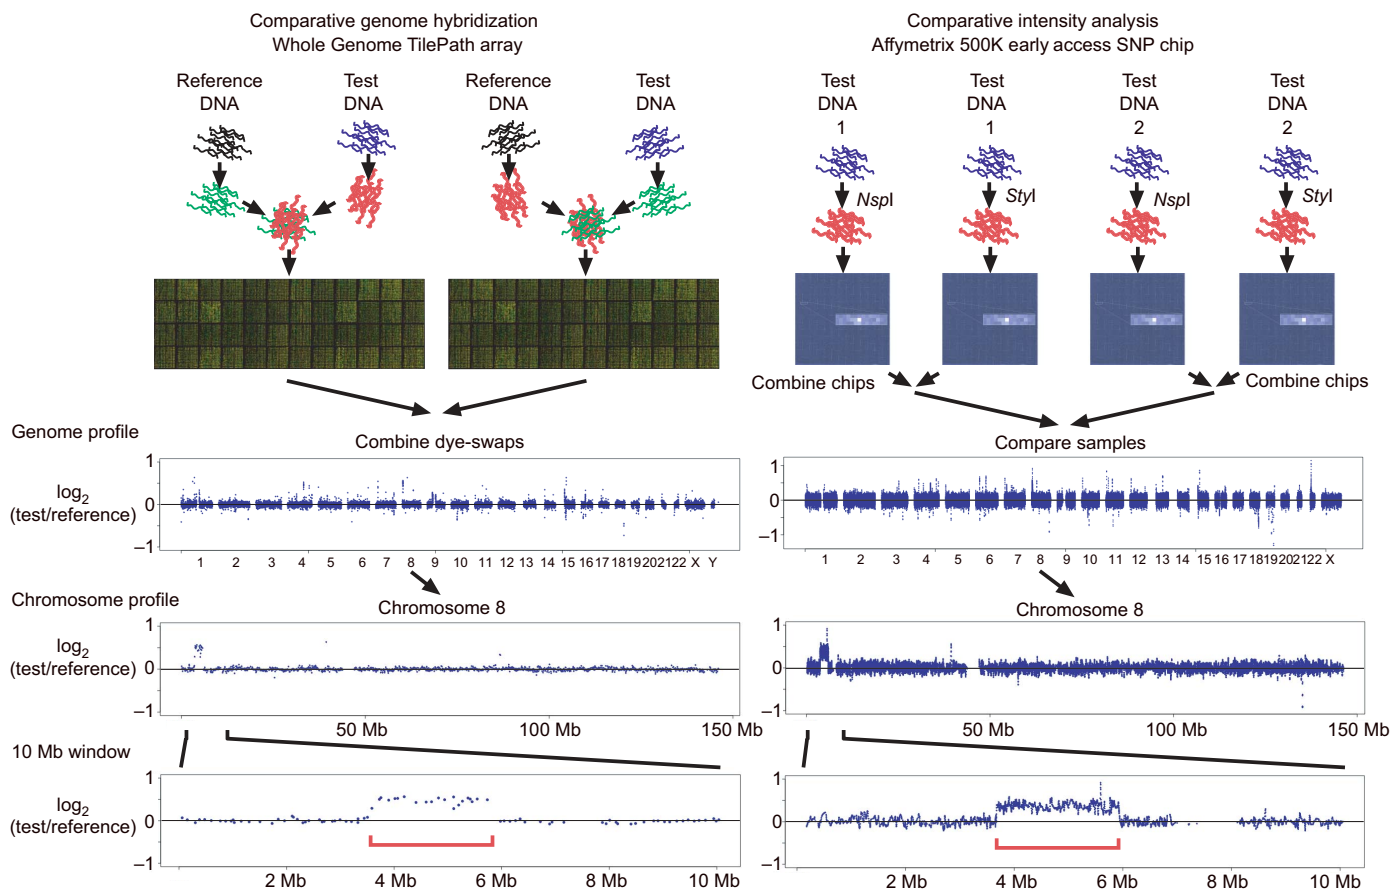 Comparative genome hybridization
Whole Genome TilePath array
Comparative intensity analysis
Affymetrix 500K early access SNP chip
Reference DNA
Test DNA
Reference DNA
Test DNA
Test DNA 1
Test DNA 1
Test DNA 2
Test DNA 2
NspI
StyI
NspI
StyI
Combine chips
Combine chips
Genome profile
Combine dye-swaps
Compare samples
log2 (test/reference)
1
0
–1
1 2 3 4 5 6 7 8 9 10 11 12 13 14 15 16 17 18 19 202122 X Y
1
0
–1
1 2 3 4 5 6 7 8 9 10 11 12 13 14 15 16 17 18 19 2021 22 X
Chromosome profile
Chromosome 8
Chromosome 8
log2 (test/reference)
1
0
–1
50 Mb 100 Mb 150 Mb
1
0
–1
50 Mb 100 Mb 150 Mb
10 Mb window
log2 (test/reference)
1
0
–1
2 Mb 4 Mb 6 Mb 8 Mb 10 Mb
1
0
–1
2 Mb 4 Mb 6 Mb 8 Mb 10 Mb